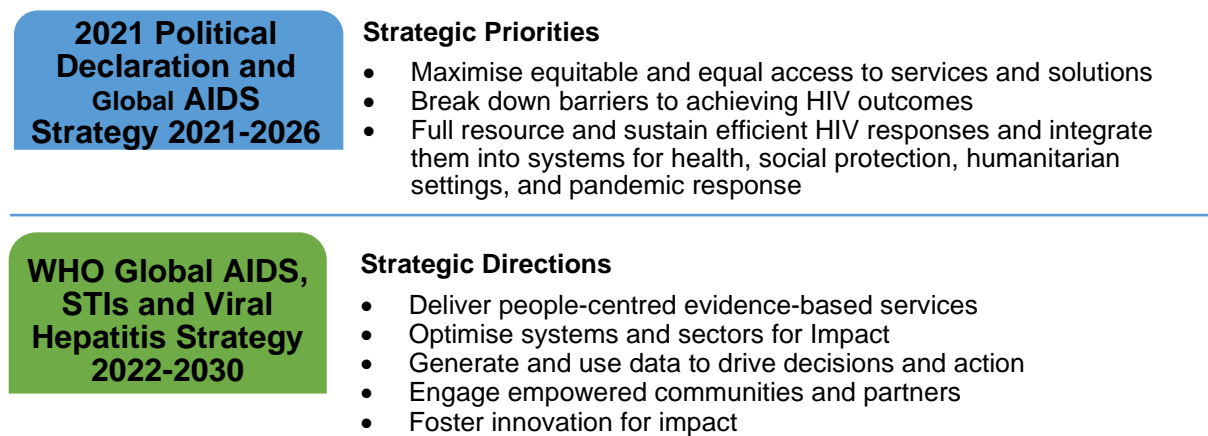 2021 Political
Declaration and
Global AIDS
Strategy 2021-2026
Strategic Priorities
• Maximise equitable and equal access to services and solutions
• Break down barriers to achieving HIV outcomes
• Full resource and sustain efficient HIV responses and integrate
them into systems for health, social protection, humanitarian
settings, and pandemic response
WHO Global AIDS,
STIs and Viral
Hepatitis Strategy
2022-2030
Strategic Directions
• Deliver people-centred evidence-based services
• Optimise systems and sectors for Impact
• Generate and use data to drive decisions and action
• Engage empowered communities and partners
• Foster innovation for impact